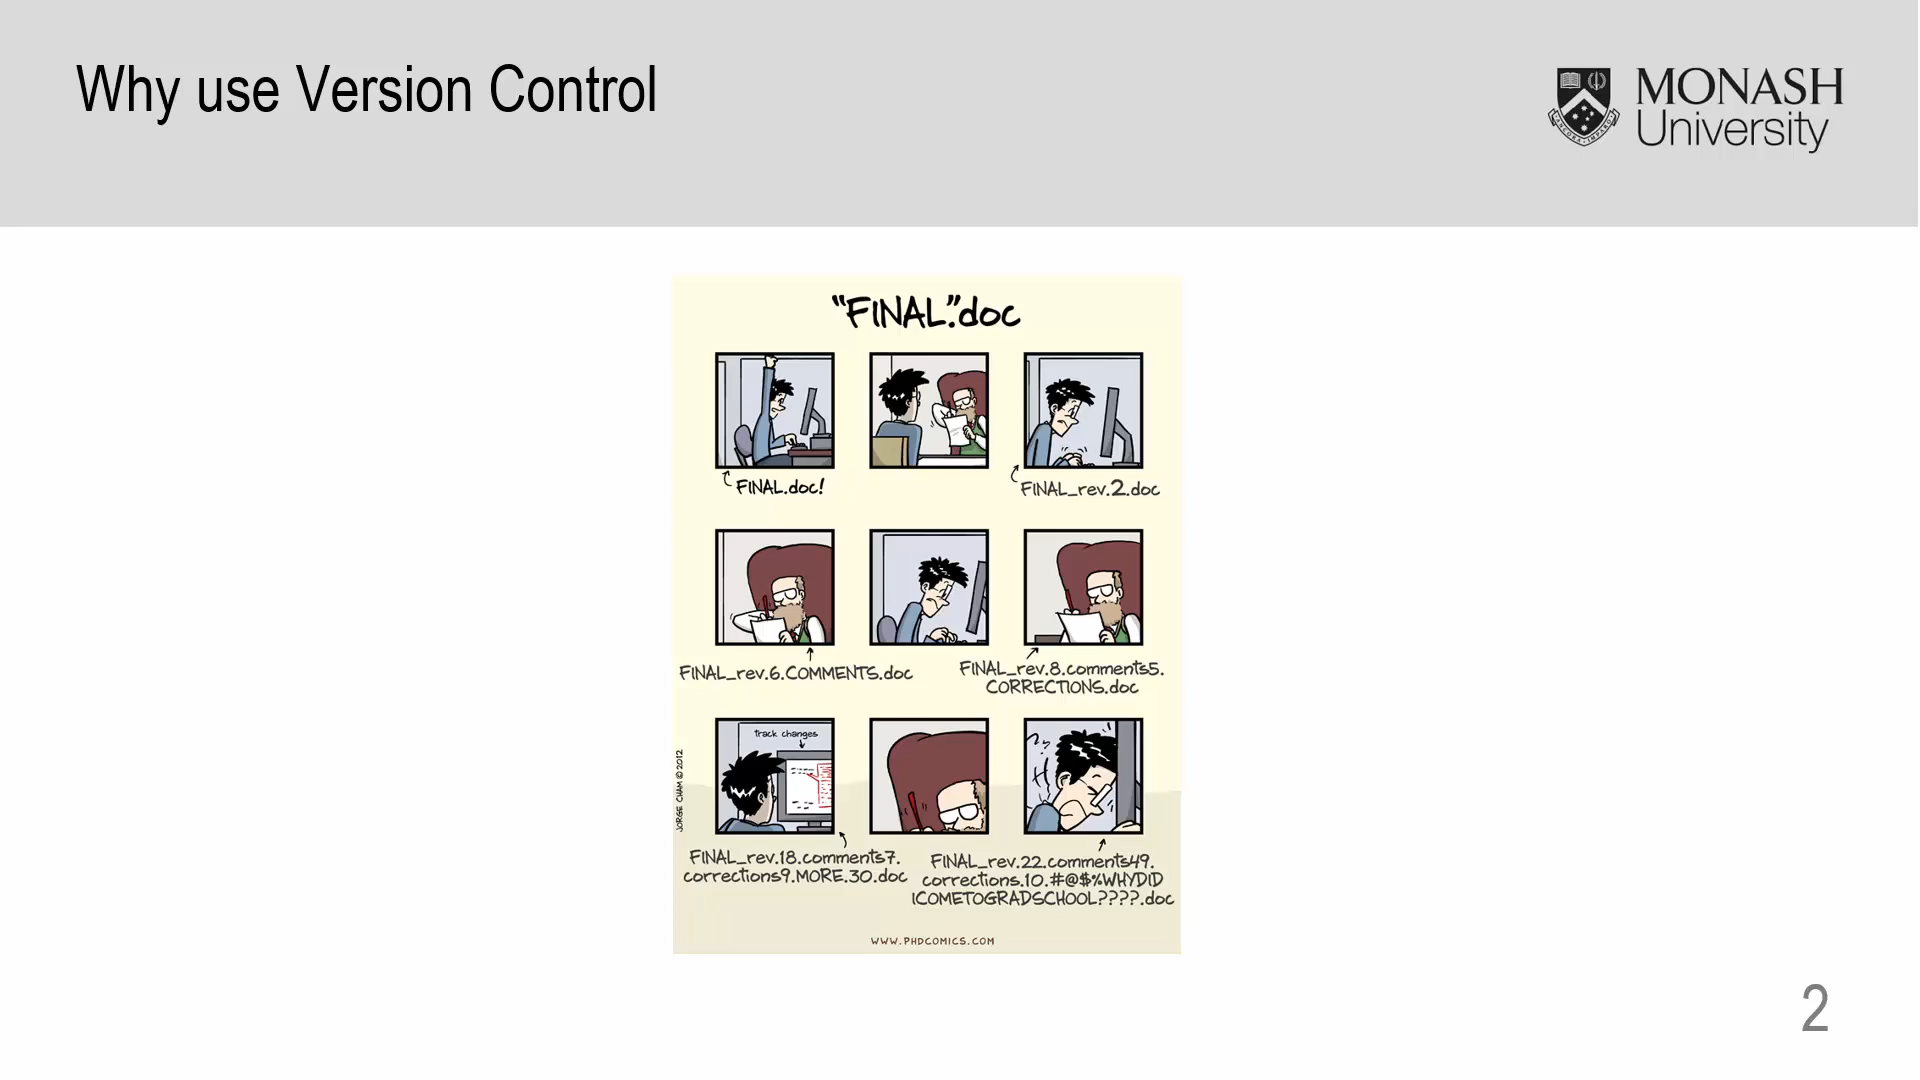 Why use Version Control
MONASH
University
"FINAL".doc
FINAL.doc!
FINAL_rev.2.doc
FINAL_rev.6.COMMENTS.doc
FINAL_rev.8.comments5.
CORRECTIONS.doc
track changes
JORGE CHAM © 2012
FINAL_rev.18.comments7.
corrections9.MORE.30.doc
FINAL_rev.22.comments49.
corrections.10.#@$%WHYDID
ICOMETOGRADSCHOOL????.doc
WWW.PHDCOMICS.COM
2